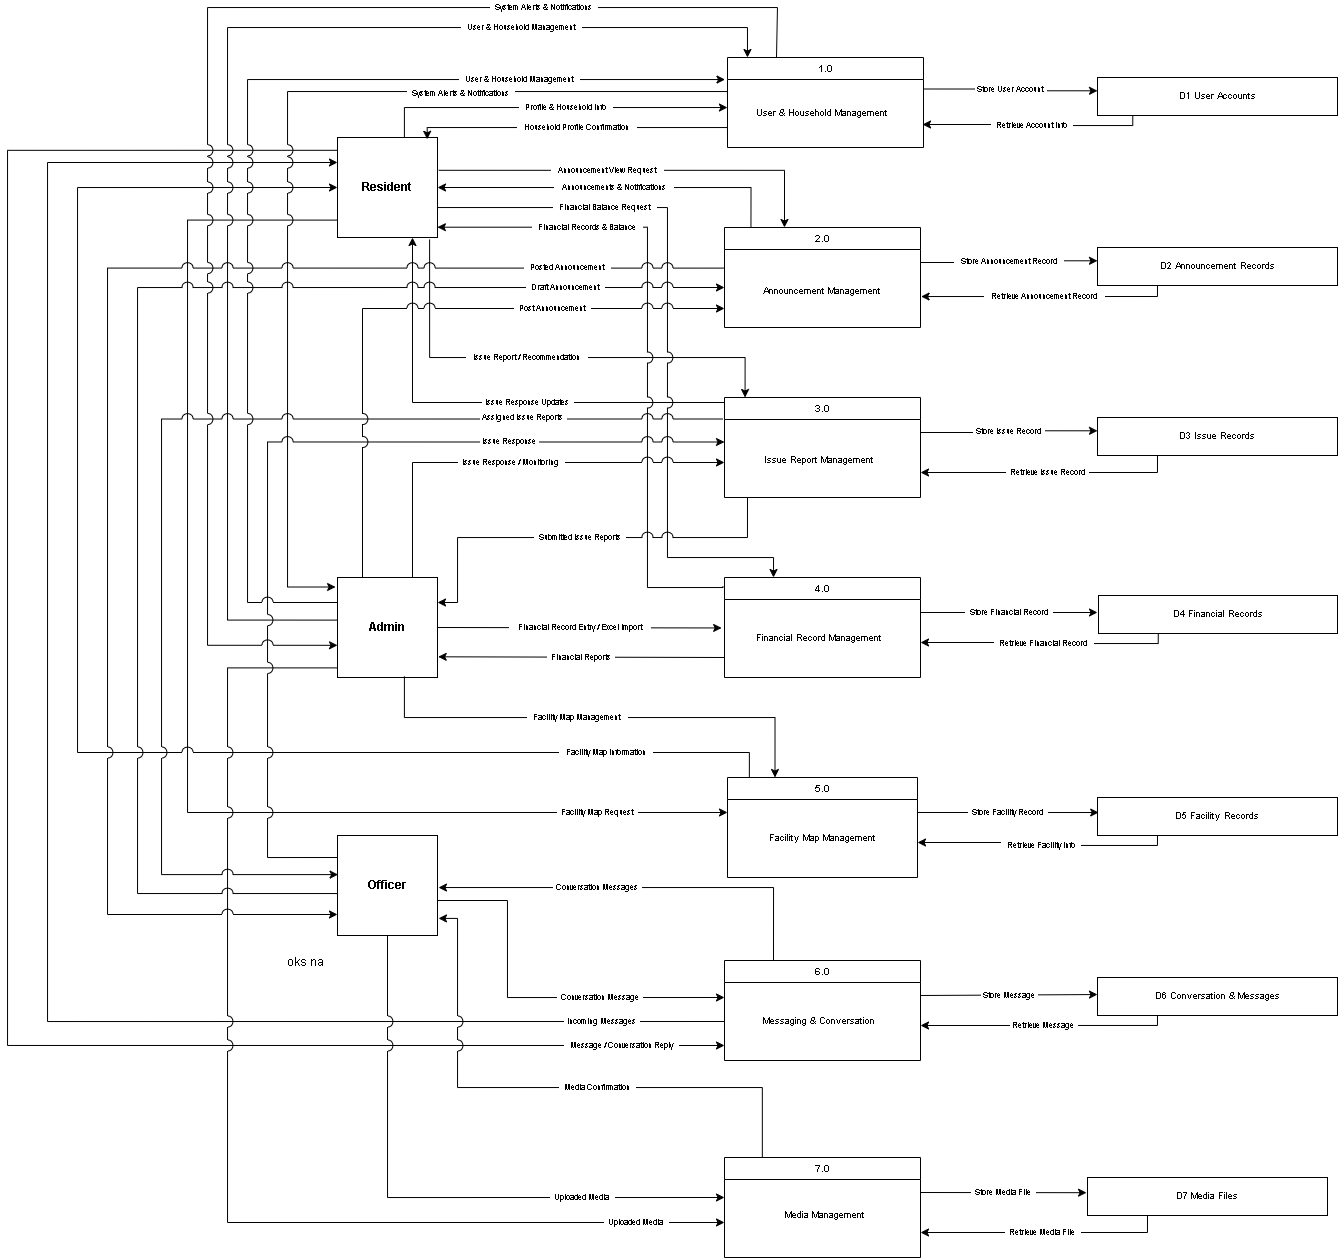 System Alerts & Notifications
User & Household Management
1.0
User & Household Management
System Alerts & Notifications
Profile & Household Info
Household Profile Confirmation
User & Household Management
Store User Account
D1 User Accounts
Retrieve Account Info
Resident
Announcement View Request
Announcements & Notifications
Financial Balance Request
Financial Records & Balance
2.0
Posted Announcement
Draft Announcement
Post Announcement
Announcement Management
Store Announcement Record
D2 Announcement Records
Retrieve Announcement Record
Issue Report / Recommendation
Issue Response Updates
Assigned Issue Reports
Issue Response
Issue Response / Monitoring
3.0
Issue Report Management
Store Issue Record
D3 Issue Records
Retrieve Issue Record
Submitted Issue Reports
Admin
4.0
Financial Record Entry / Excel Import
Financial Record Management
Financial Reports
Store Financial Record
D4 Financial Records
Retrieve Financial Record
Facility Map Management
Facility Map Information
5.0
Facility Map Request
Facility Map Management
Store Facility Record
D5 Facility Records
Retrieve Facility Info
Officer
Conversation Messages
oks na
6.0
Conversation Message
Incoming Messages
Message / Conversation Reply
Messaging & Conversation
Store Message
D6 Conversation & Messages
Retrieve Message
Media Confirmation
7.0
Uploaded Media
Uploaded Media
Media Management
Store Media File
D7 Media Files
Retrieve Media File